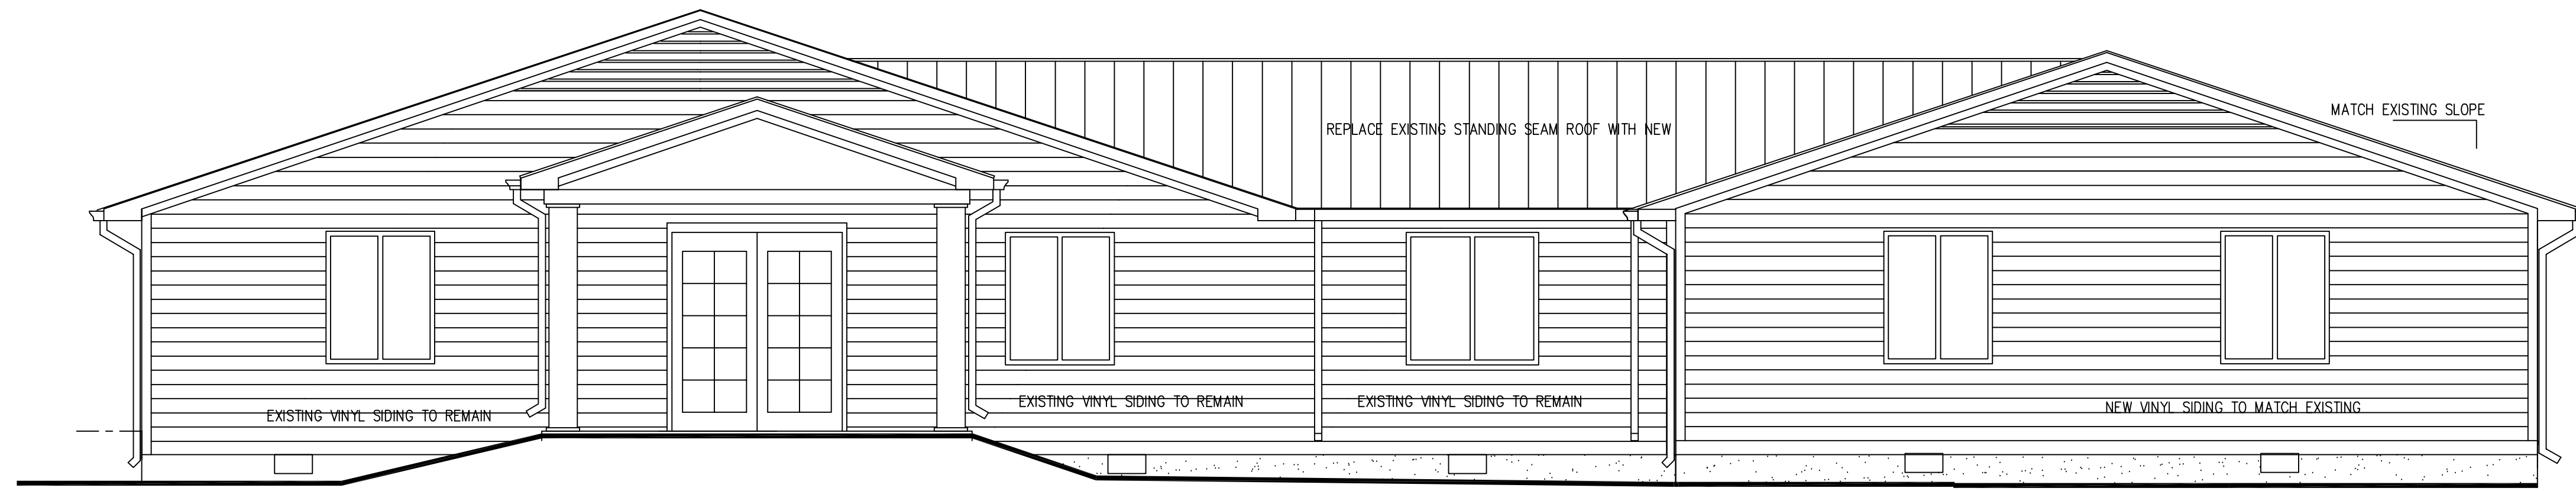 MATCH EXISTING SLOPE
REPLACE EXISTING STANDING SEAM ROOF WITH NEW
EXISTING VINYL SIDING TO REMAIN
EXISTING VINYL SIDING TO REMAIN
EXISTING VINYL SIDING TO REMAIN
NEW VINYL SIDING TO MATCH EXISTING